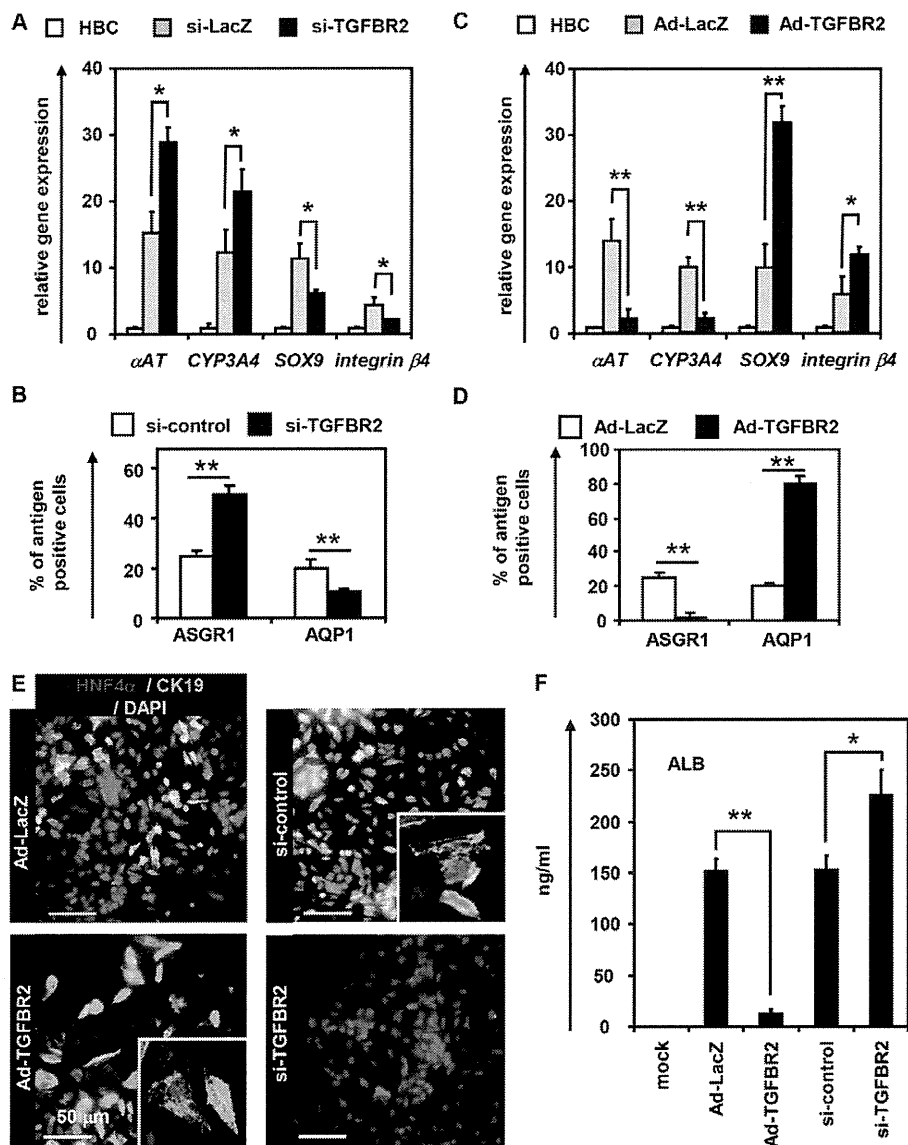 A
HBC si-LacZ si-TGFBR2
relative gene expression
40
30
20
10
0
* * * *
αAT CYP3A4 SOX9 integrin β4
C
HBC Ad-LacZ Ad-TGFBR2
relative gene expression
40
30
20
10
0
** ** ** *
αAT CYP3A4 SOX9 integrin β4
B
si-control si-TGFBR2
% of antigen
positive cells
60
40
20
0
** **
ASGR1 AQP1
D
Ad-LacZ Ad-TGFBR2
% of antigen
positive cells
100
80
60
40
20
0
** **
ASGR1 AQP1
E
HNF4α / CK19
/ DAPI
Ad-LacZ
si-control
Ad-TGFBR2
50 μm
si-TGFBR2
F
ALB
ng/ml
300
250
200
150
100
50
0
** *
mock
Ad-LacZ
Ad-TGFBR2
si-control
si-TGFBR2